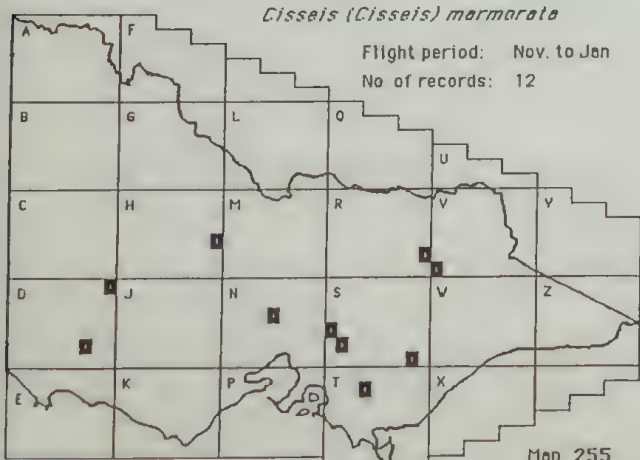 Cisseis (Cisseis) marmorata
Flight period: Nov. to Jan
No of records: 12
A
F
B
G
L
Q
U
C
H
M
R
V
Y
D
J
N
S
W
Z
E
K
P
T
X
Map 255